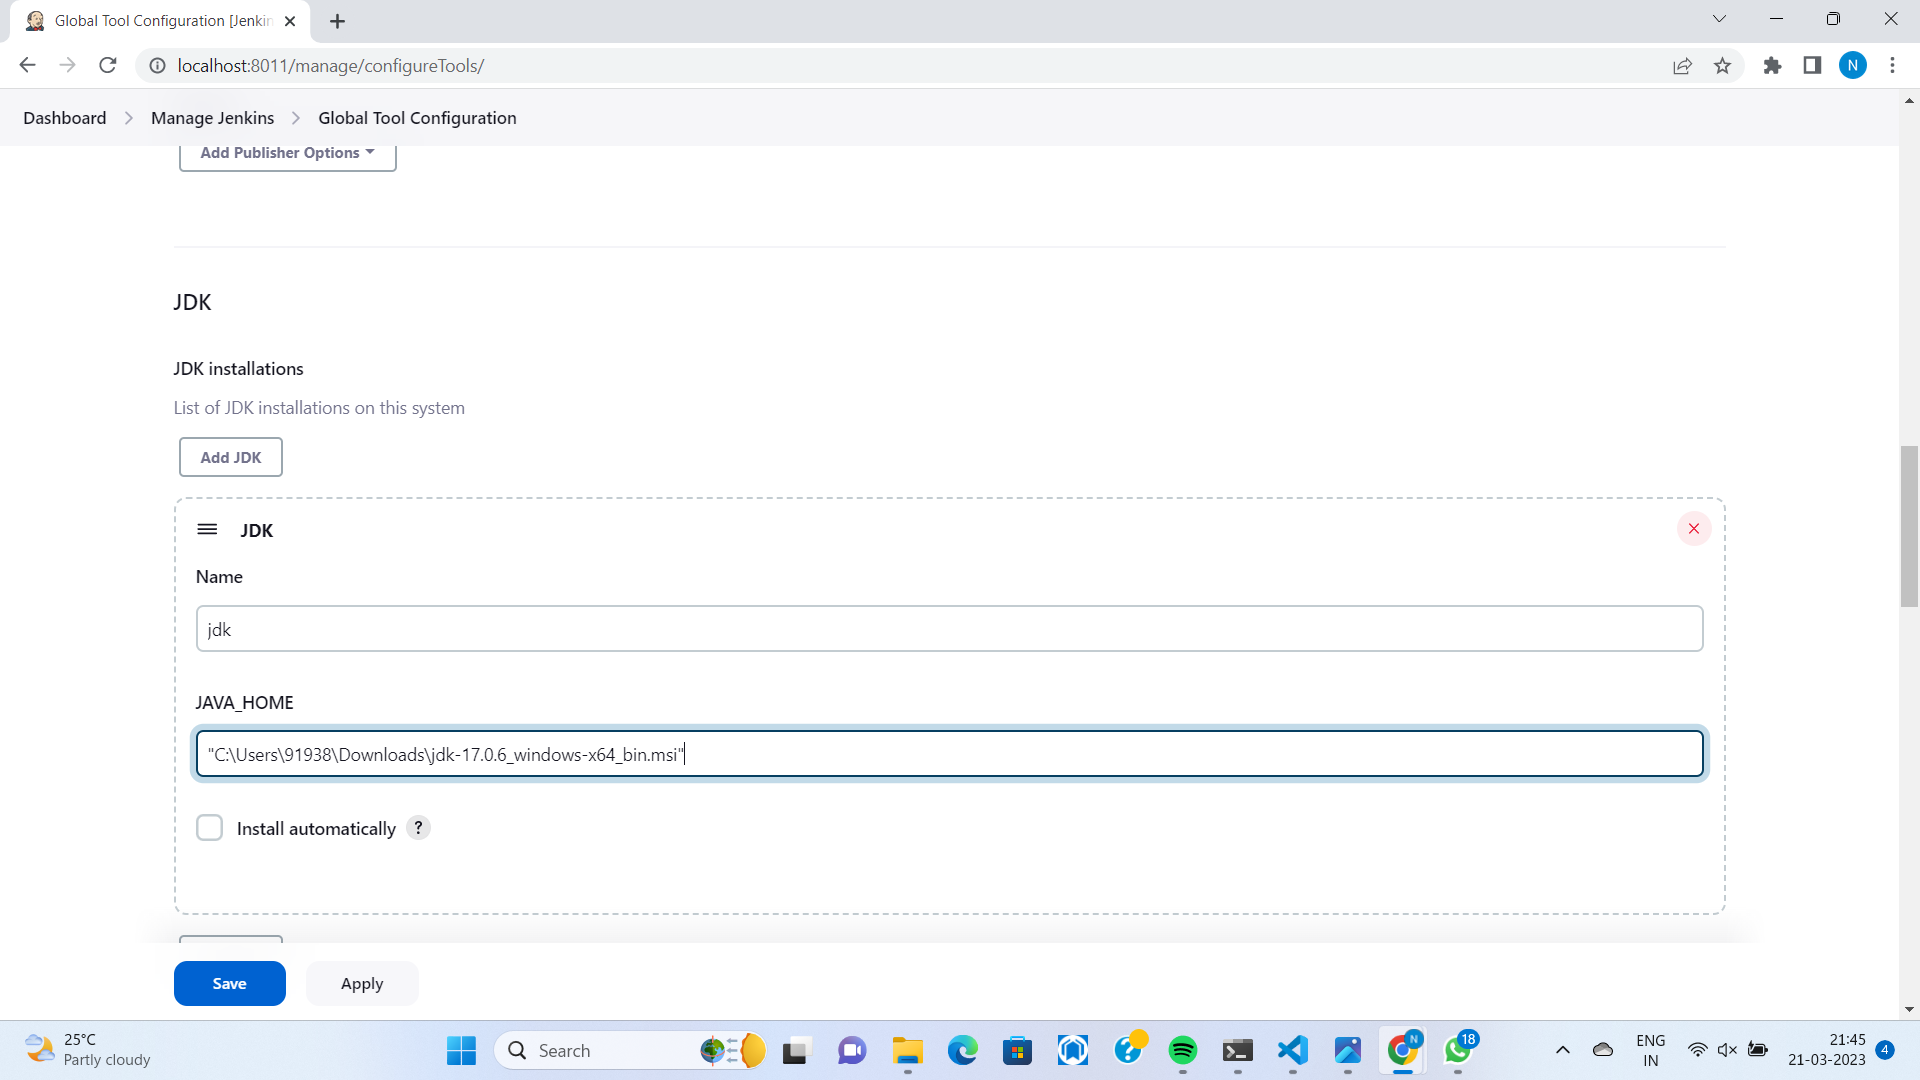 Global Tool Configuration [Jenkin
localhost:8011/manage/configureTools/
N
Dashboard
Manage Jenkins
Global Tool Configuration
Add Publisher Options
JDK
JDK installations
List of JDK installations on this system
Add JDK
JDK
Name
jdk
JAVA_HOME
"C:\Users\91938\Downloads\jdk-17.0.6_windows-x64_bin.msi"
Install automatically ?
Save
Apply
25°C
Partly cloudy
Search
N
18
ENG
IN
21:45
21-03-2023
4